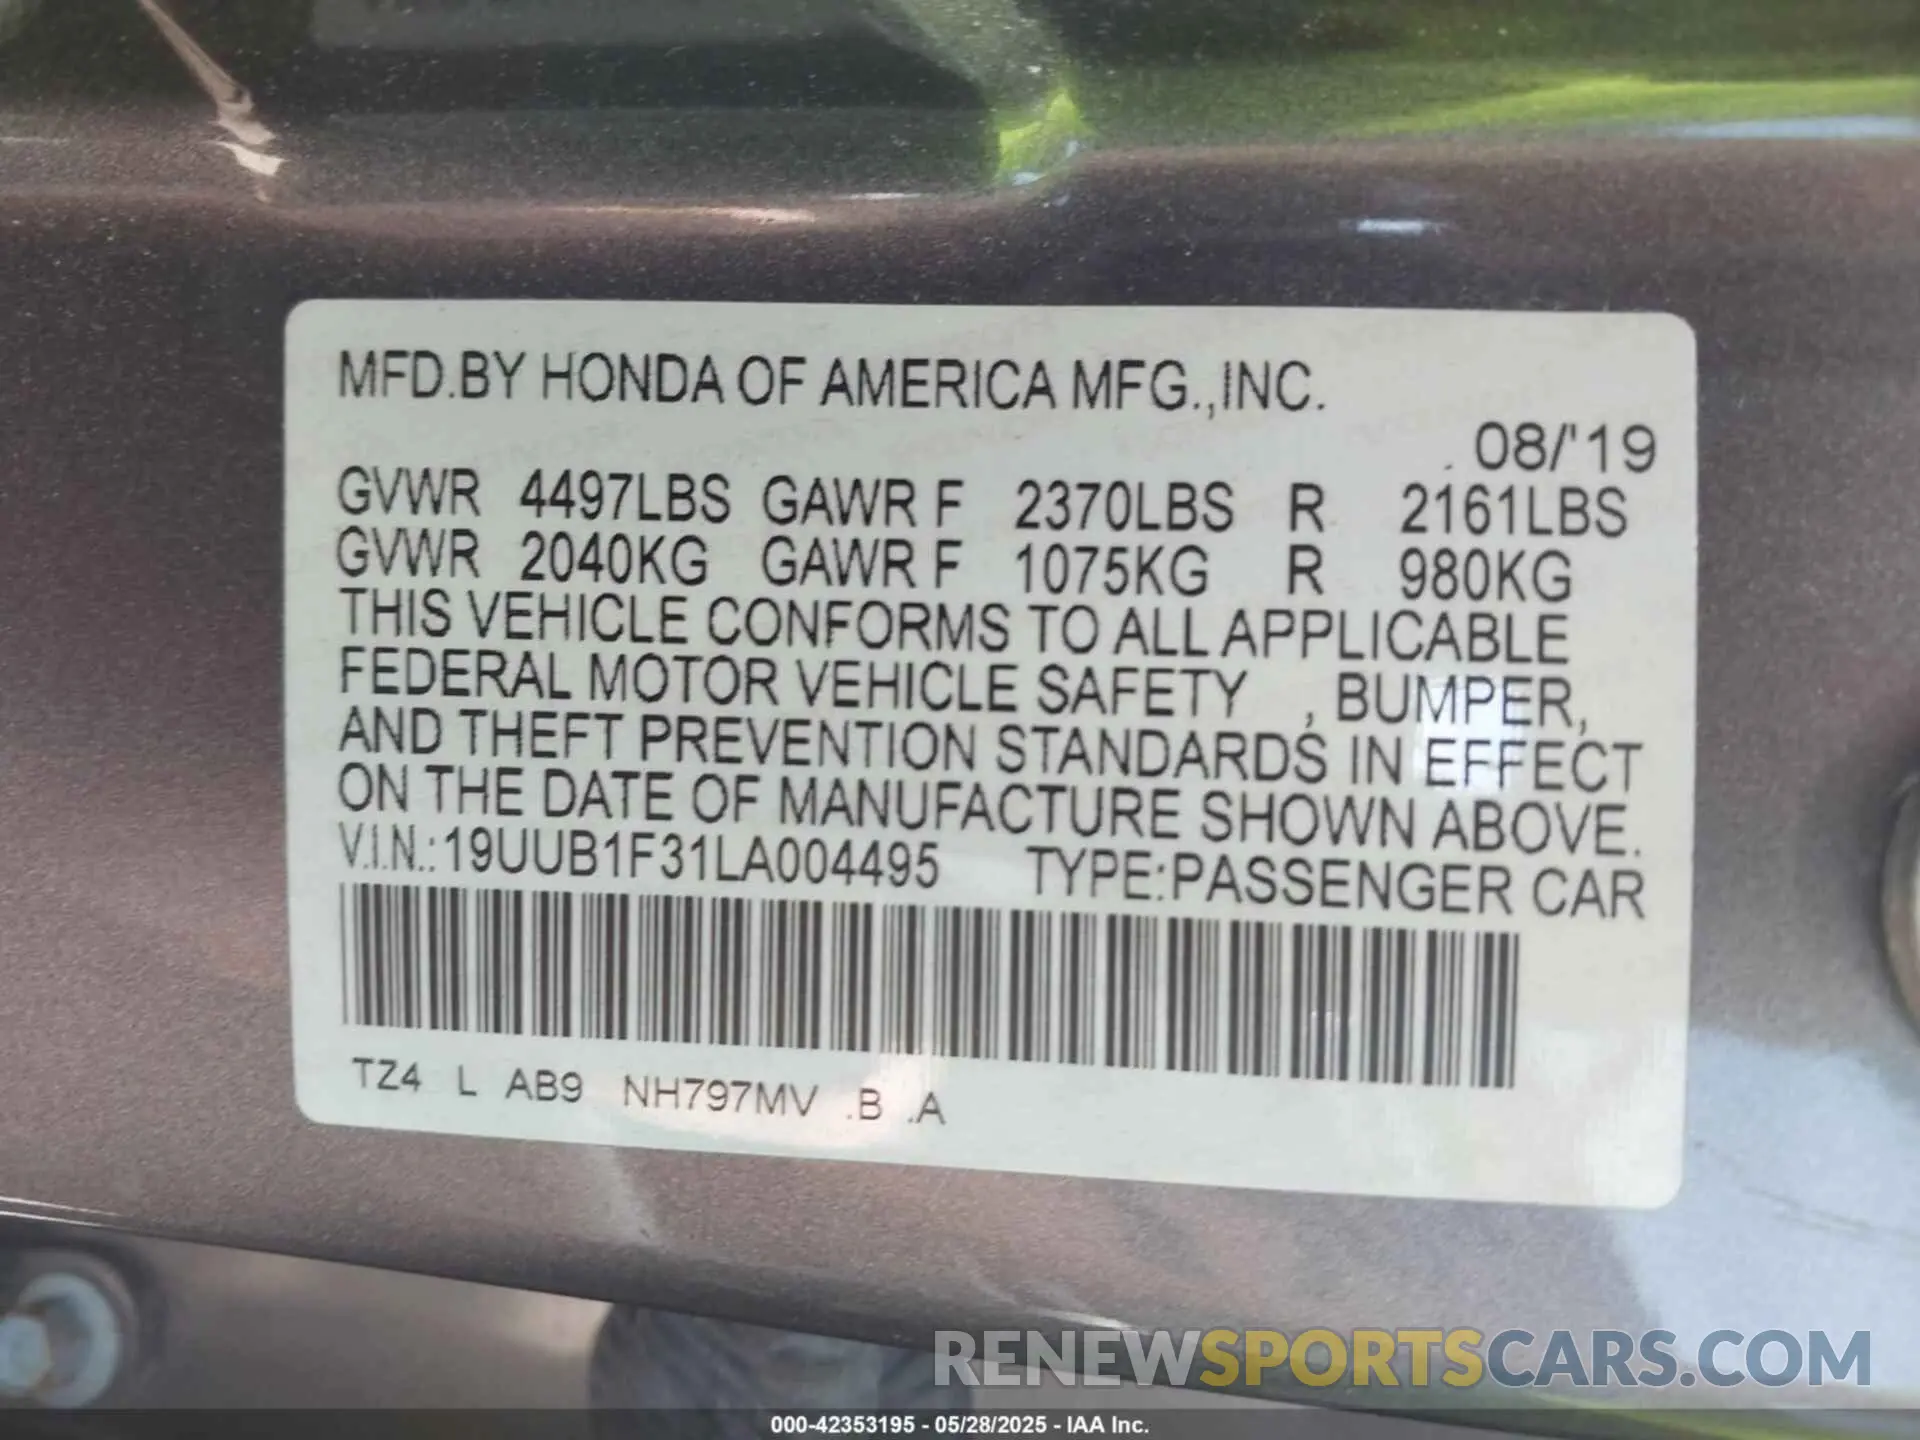 MFD.BY HONDA OF AMERICA MFG.,INC.
08/'19
GVWR 4497LBS GAWR F 2370LBS R 2161LBS
GVWR 2040KG GAWR F 1075KG R 980KG
THIS VEHICLE CONFORMS TO ALL APPLICABLE
FEDERAL MOTOR VEHICLE SAFETY , BUMPER,
AND THEFT PREVENTION STANDARDS IN EFFECT
ON THE DATE OF MANUFACTURE SHOWN ABOVE.
V.I.N.:19UUB1F31LA004495 TYPE:PASSENGER CAR
TZ4 L AB9 NH797MV .B .A
RENEWSPORTSCARS.COM
000-42353195 - 05/28/2025 - IAA Inc.